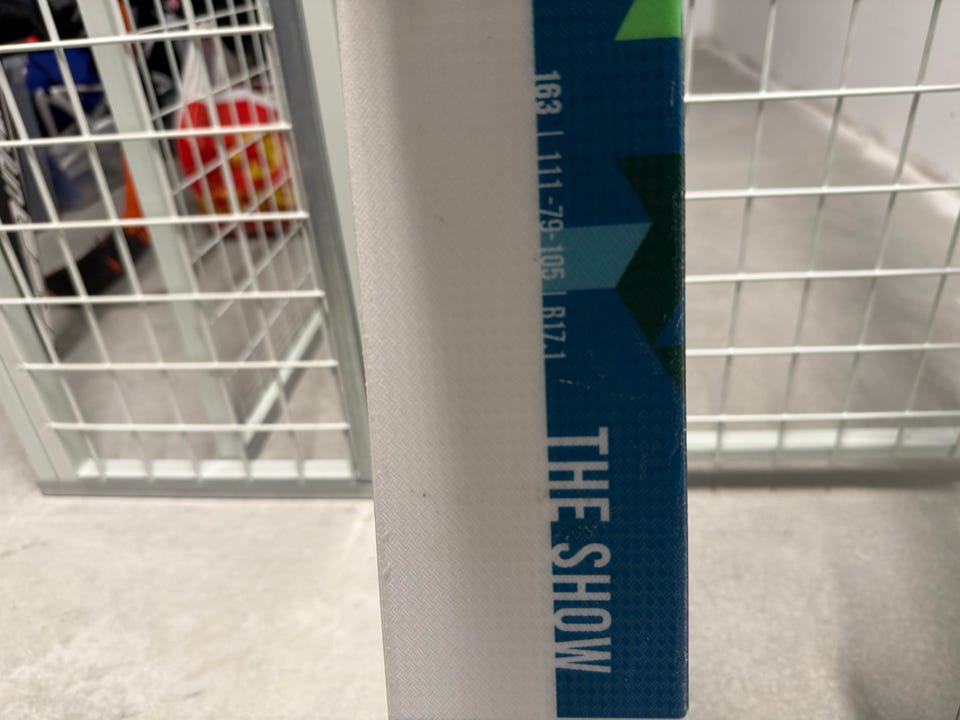 163 | 111-79-105 | R17.1
THE SHOW